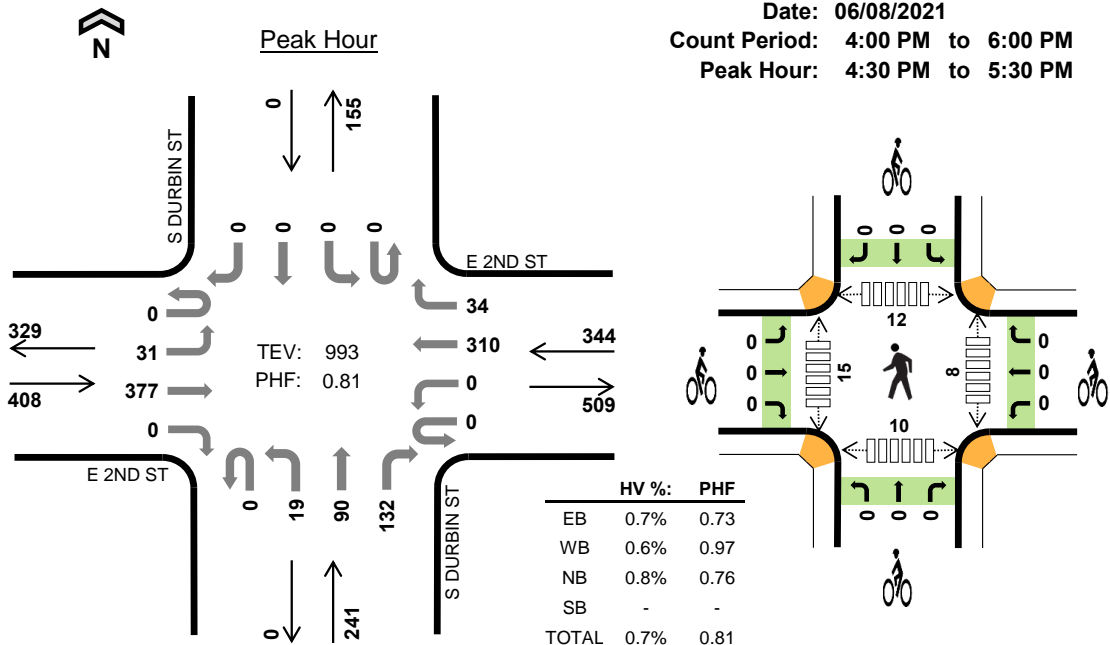 N
Peak Hour
Date: 06/08/2021
Count Period: 4:00 PM to 6:00 PM
Peak Hour: 4:30 PM to 5:30 PM
0
155
S DURBIN ST
0 0 0 0
E 2ND ST
0
31
377
0
329
408
TEV: 993
PHF: 0.81
34
310
0
0
344
509
E 2ND ST
0 19 90 132
S DURBIN ST
0
241
HV %: PHF
EB 0.7% 0.73
WB 0.6% 0.97
NB 0.8% 0.76
SB - -
TOTAL 0.7% 0.81
0 0 0
12
0
0
0
15
8
0
0
0
10
0 0 0